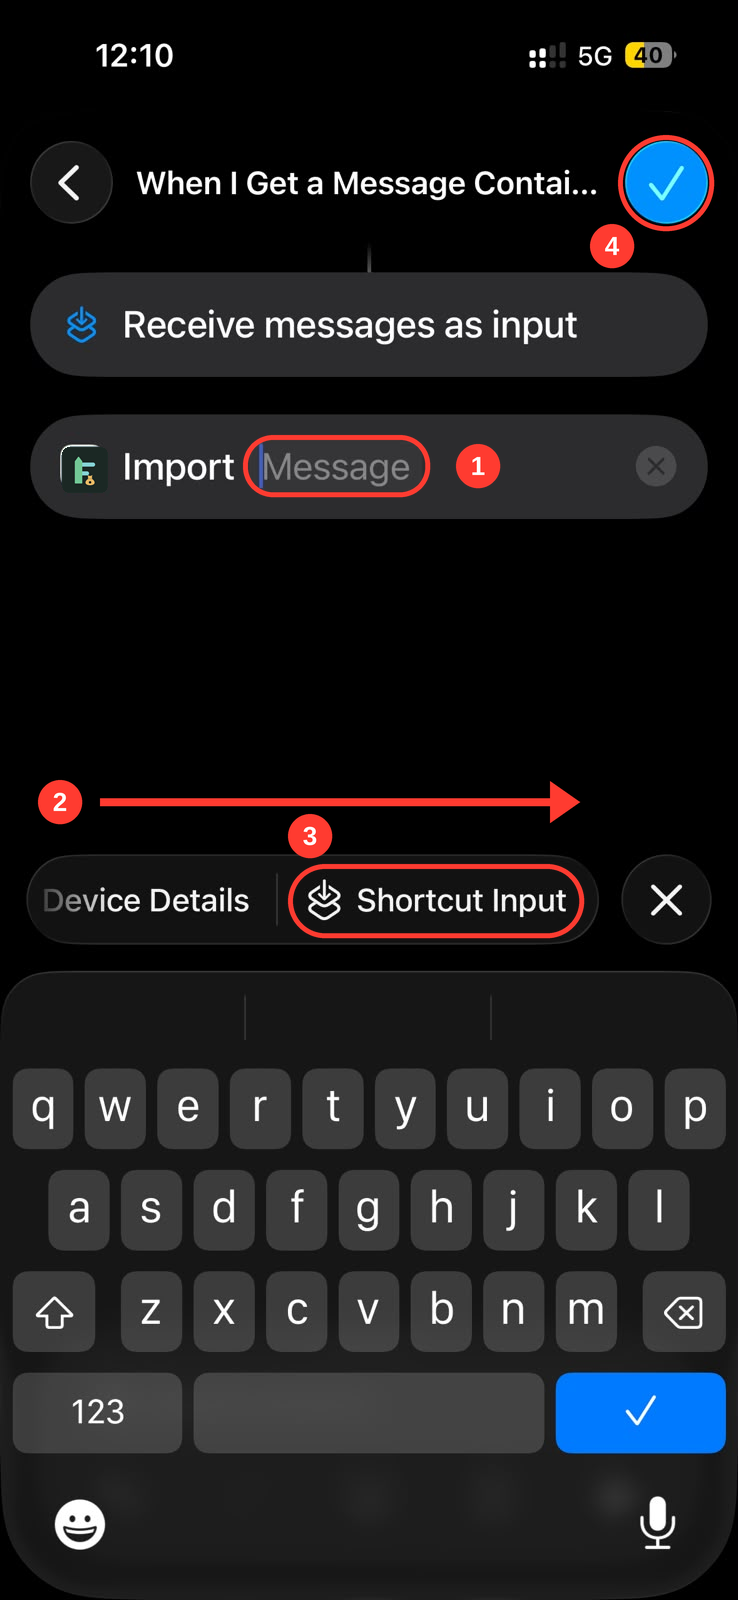 12:10 5G 40
When I Get a Message Contai...
4
Receive messages as input
Import Message 1
2
3
Device Details Shortcut Input
q w e r t y u i o p
a s d f g h j k l
z x c v b n m
123